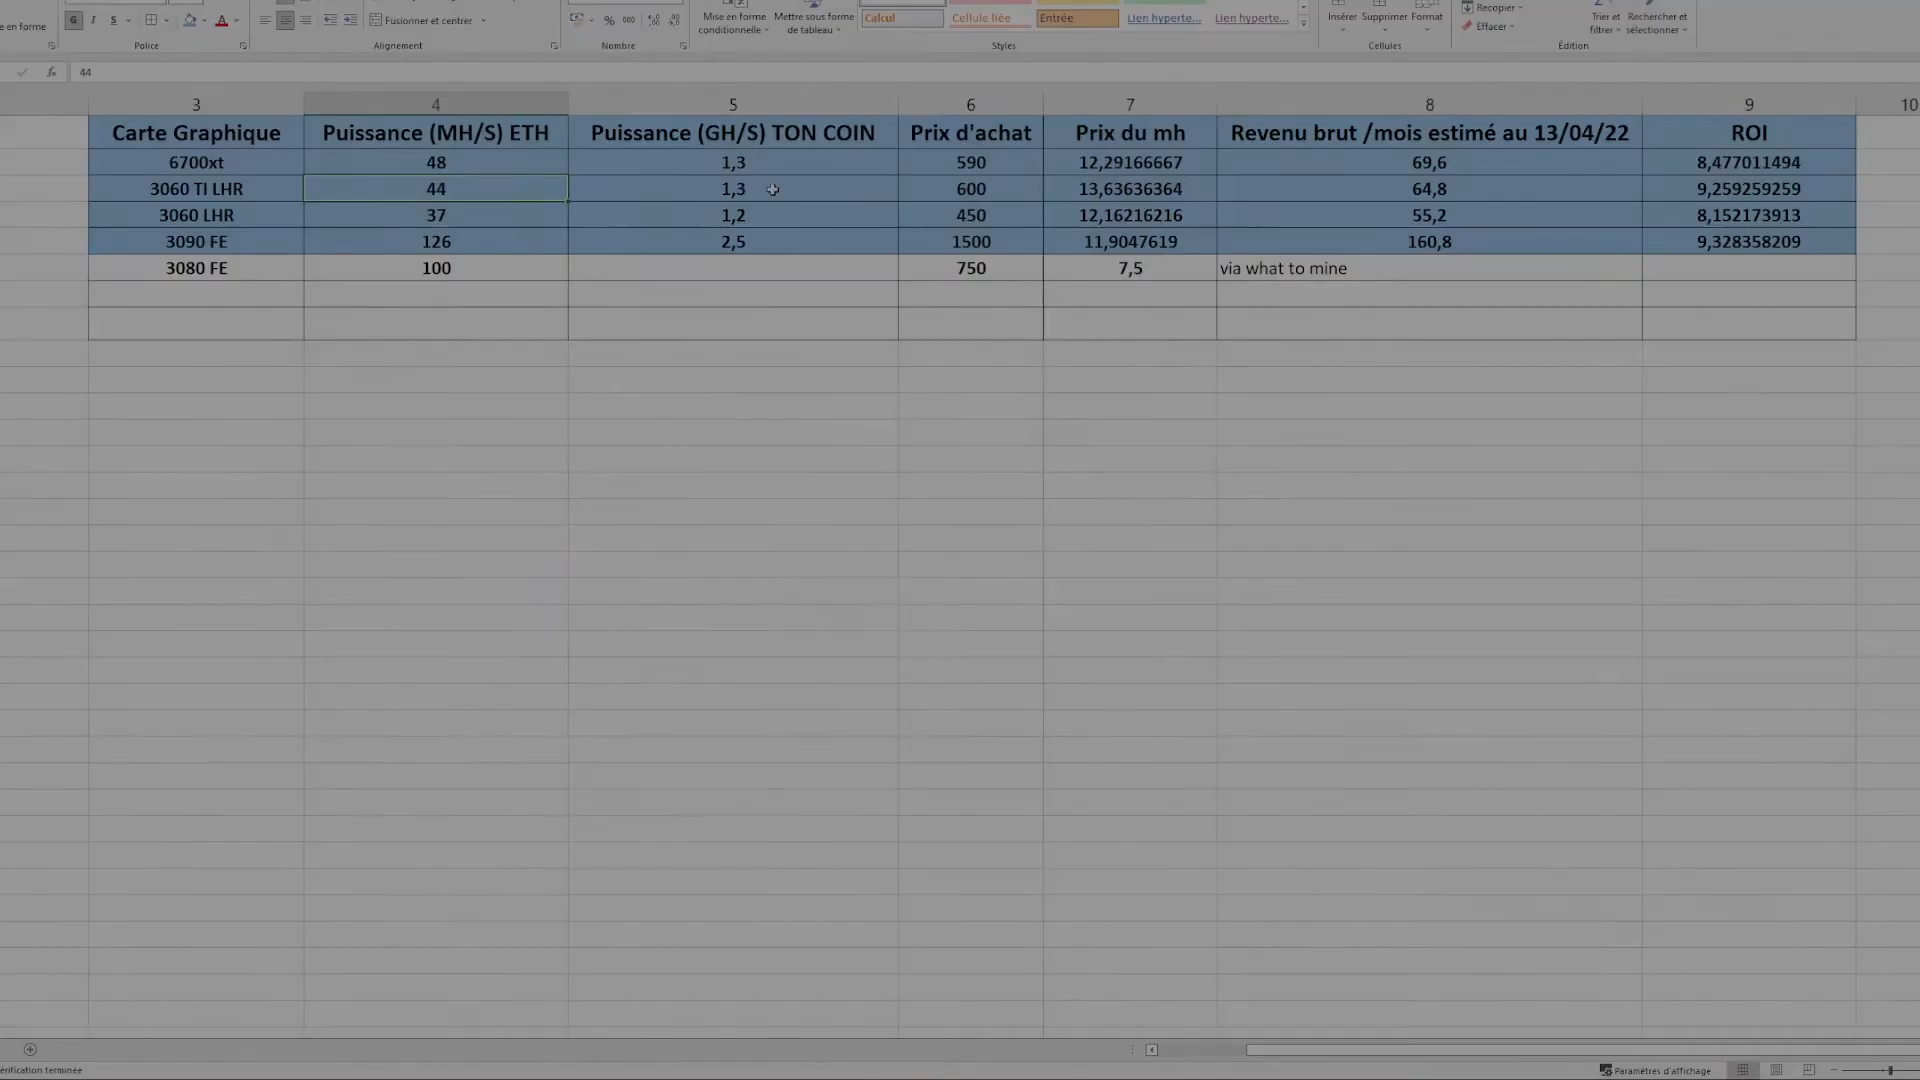 e en forme
G
S
Fusionner et centrer
%
000
Mise en forme
conditionnelle
Mettre sous forme
de tableau
Calcul
Cellule liée
Entrée
Lien hyperte...
Lien hyperte...
Insérer
Supprimer
Format
Recopier
Effacer
Trier et
filtrer
Rechercher et
sélectionner
Police
Alignement
Nombre
Styles
Cellules
Édition
fx 44
3 4 5 6 7 8 9 10
Carte Graphique Puissance (MH/S) ETH Puissance (GH/S) TON COIN Prix d'achat Prix du mh Revenu brut /mois estimé au 13/04/22 ROI
6700xt 48 1,3 590 12,29166667 69,6 8,477011494
3060 TI LHR 44 1,3 600 13,63636364 64,8 9,259259259
3060 LHR 37 1,2 450 12,16216216 55,2 8,152173913
3090 FE 126 2,5 1500 11,9047619 160,8 9,328358209
3080 FE 100 750 7,5 via what to mine
érification terminée
Paramètres d'affichage